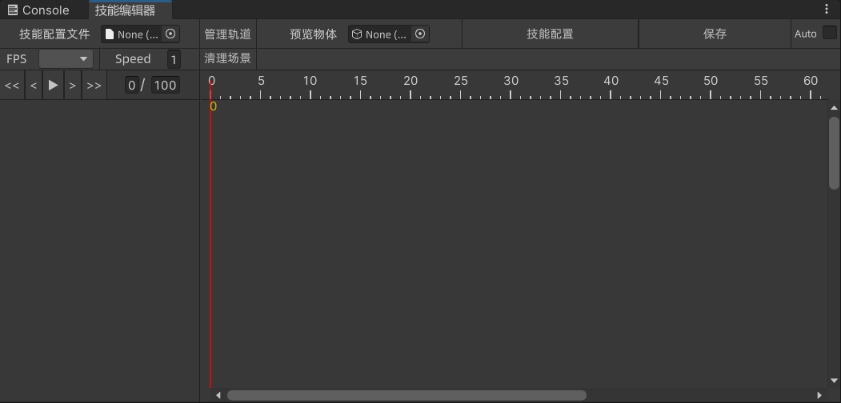 Console 技能编辑器
技能配置文件 None (... 管理轨道 预览物体 None (... 技能配置 保存 Auto
FPS Speed 1 清理场景
<< < > >> 0 / 100 0 5 10 15 20 25 30 35 40 45 50 55 60
0